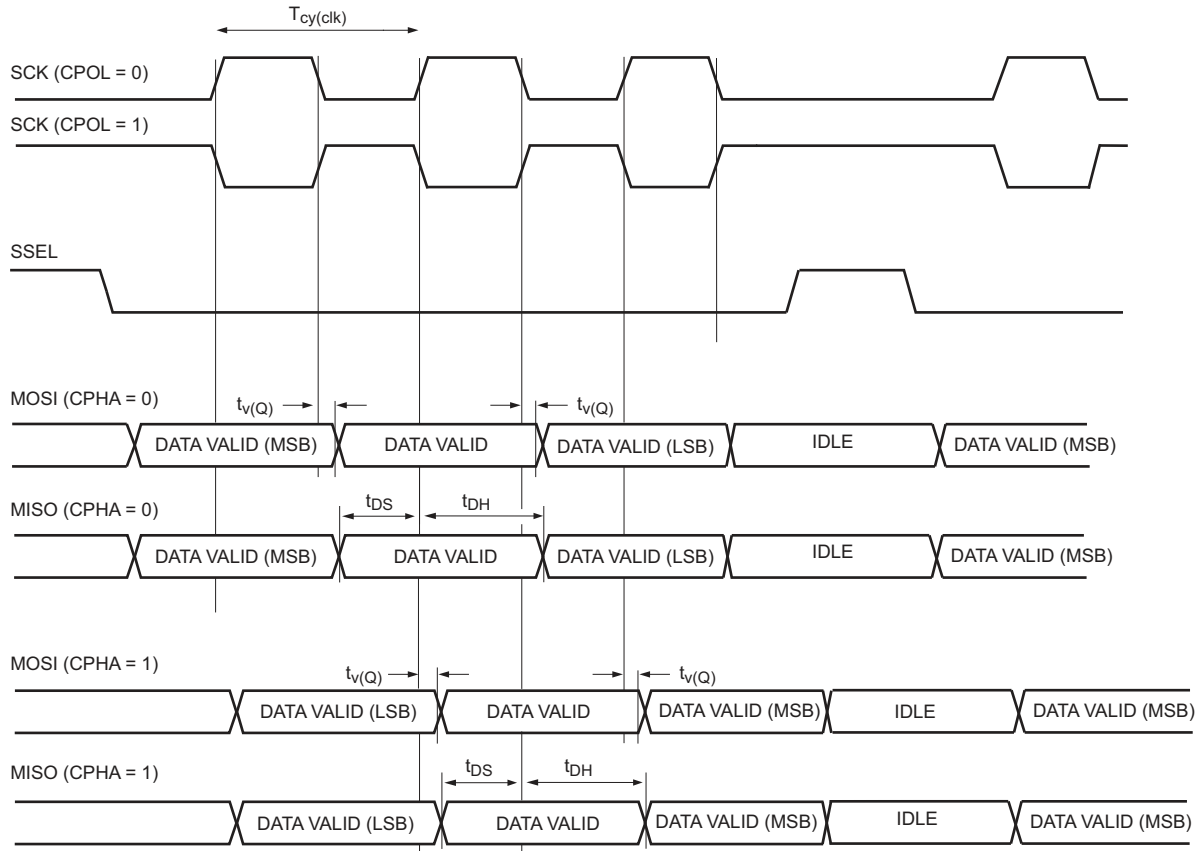 Tcy(clk)
SCK (CPOL = 0)
SCK (CPOL = 1)
SSEL
MOSI (CPHA = 0)
tv(Q) tv(Q)
DATA VALID (MSB) DATA VALID DATA VALID (LSB) IDLE DATA VALID (MSB)
tDS tDH
MISO (CPHA = 0)
DATA VALID (MSB) DATA VALID DATA VALID (LSB) IDLE DATA VALID (MSB)
MOSI (CPHA = 1)
tv(Q) tv(Q)
DATA VALID (LSB) DATA VALID DATA VALID (MSB) IDLE DATA VALID (MSB)
MISO (CPHA = 1)
tDS tDH
DATA VALID (LSB) DATA VALID DATA VALID (MSB) IDLE DATA VALID (MSB)